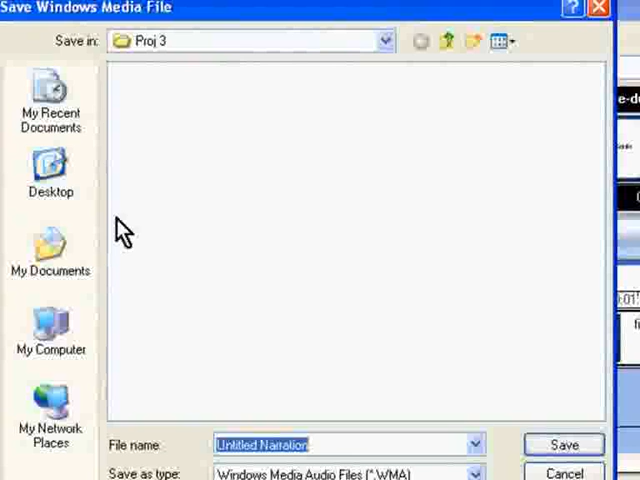 Save Windows Media File
?
Save in:
Proj 3
My Recent
Documents
Desktop
My Documents
My Computer
My Network
Places
File name:
Untitled Narration
Save
Save as type:
Windows Media Audio Files (*.WMA)
Cancel